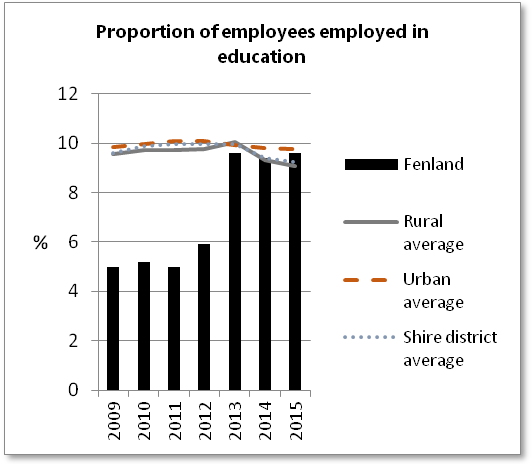 Proportion of employees employed in
education
12
10
8
6
4
2
0
%
2009
2010
2011
2012
2013
2014
2015
Fenland
Rural
average
Urban
average
Shire district
average